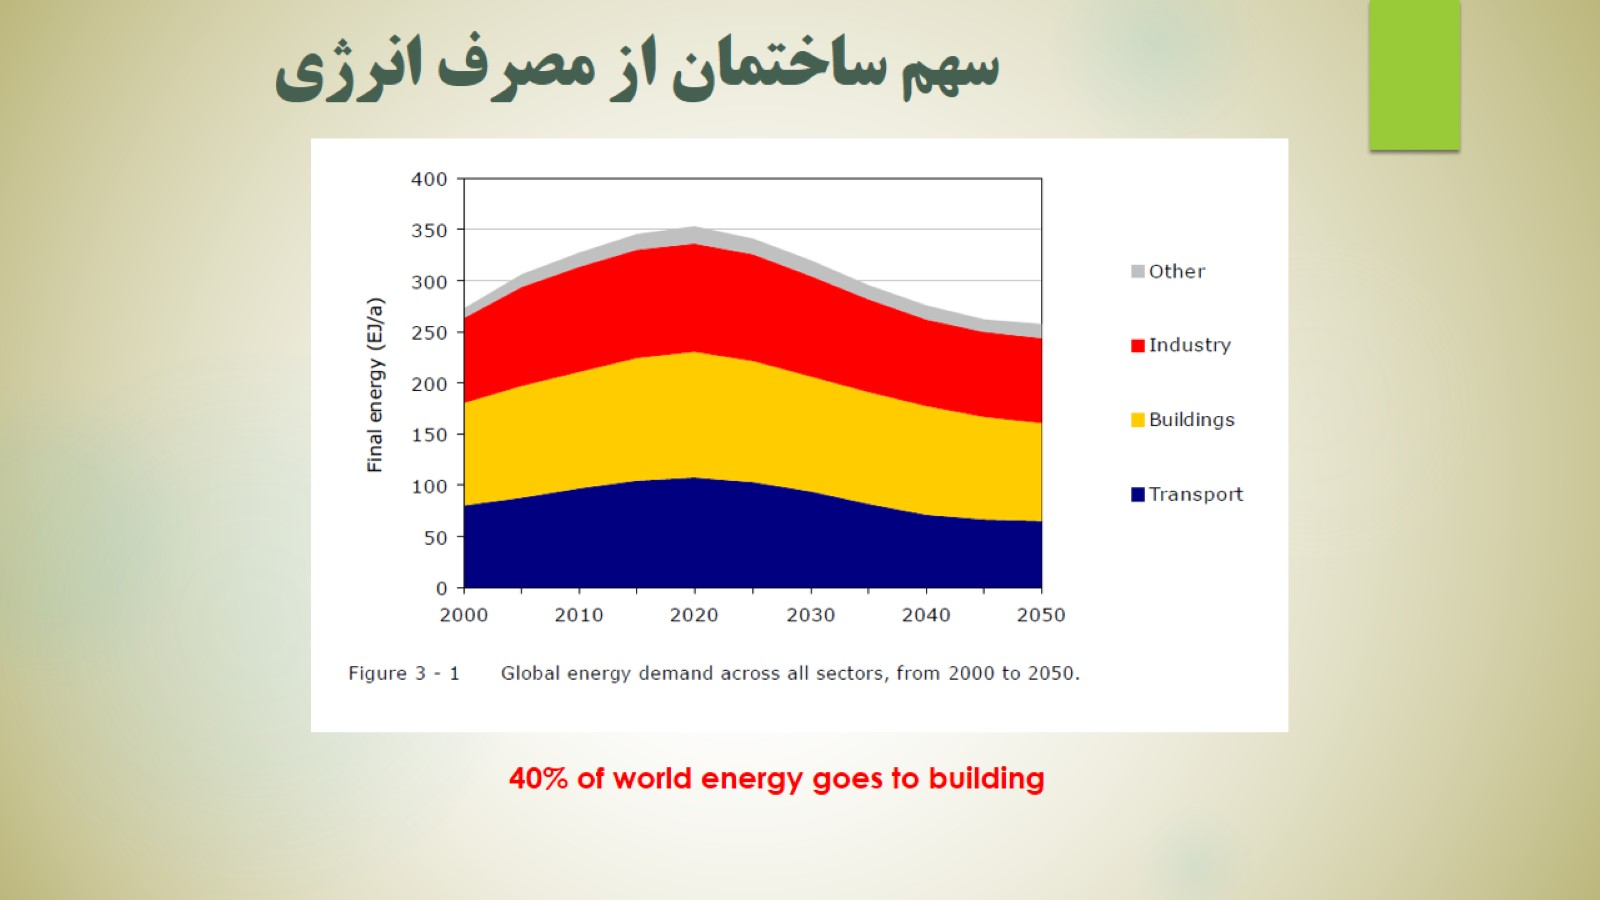 سهم ساختمان از مصرف انرژی
400
350
300
250
200
150
100
50
0
Final energy (EJ/a)
2000 2010 2020 2030 2040 2050
Other
Industry
Buildings
Transport
Figure 3 - 1 Global energy demand across all sectors, from 2000 to 2050.
40% of world energy goes to building